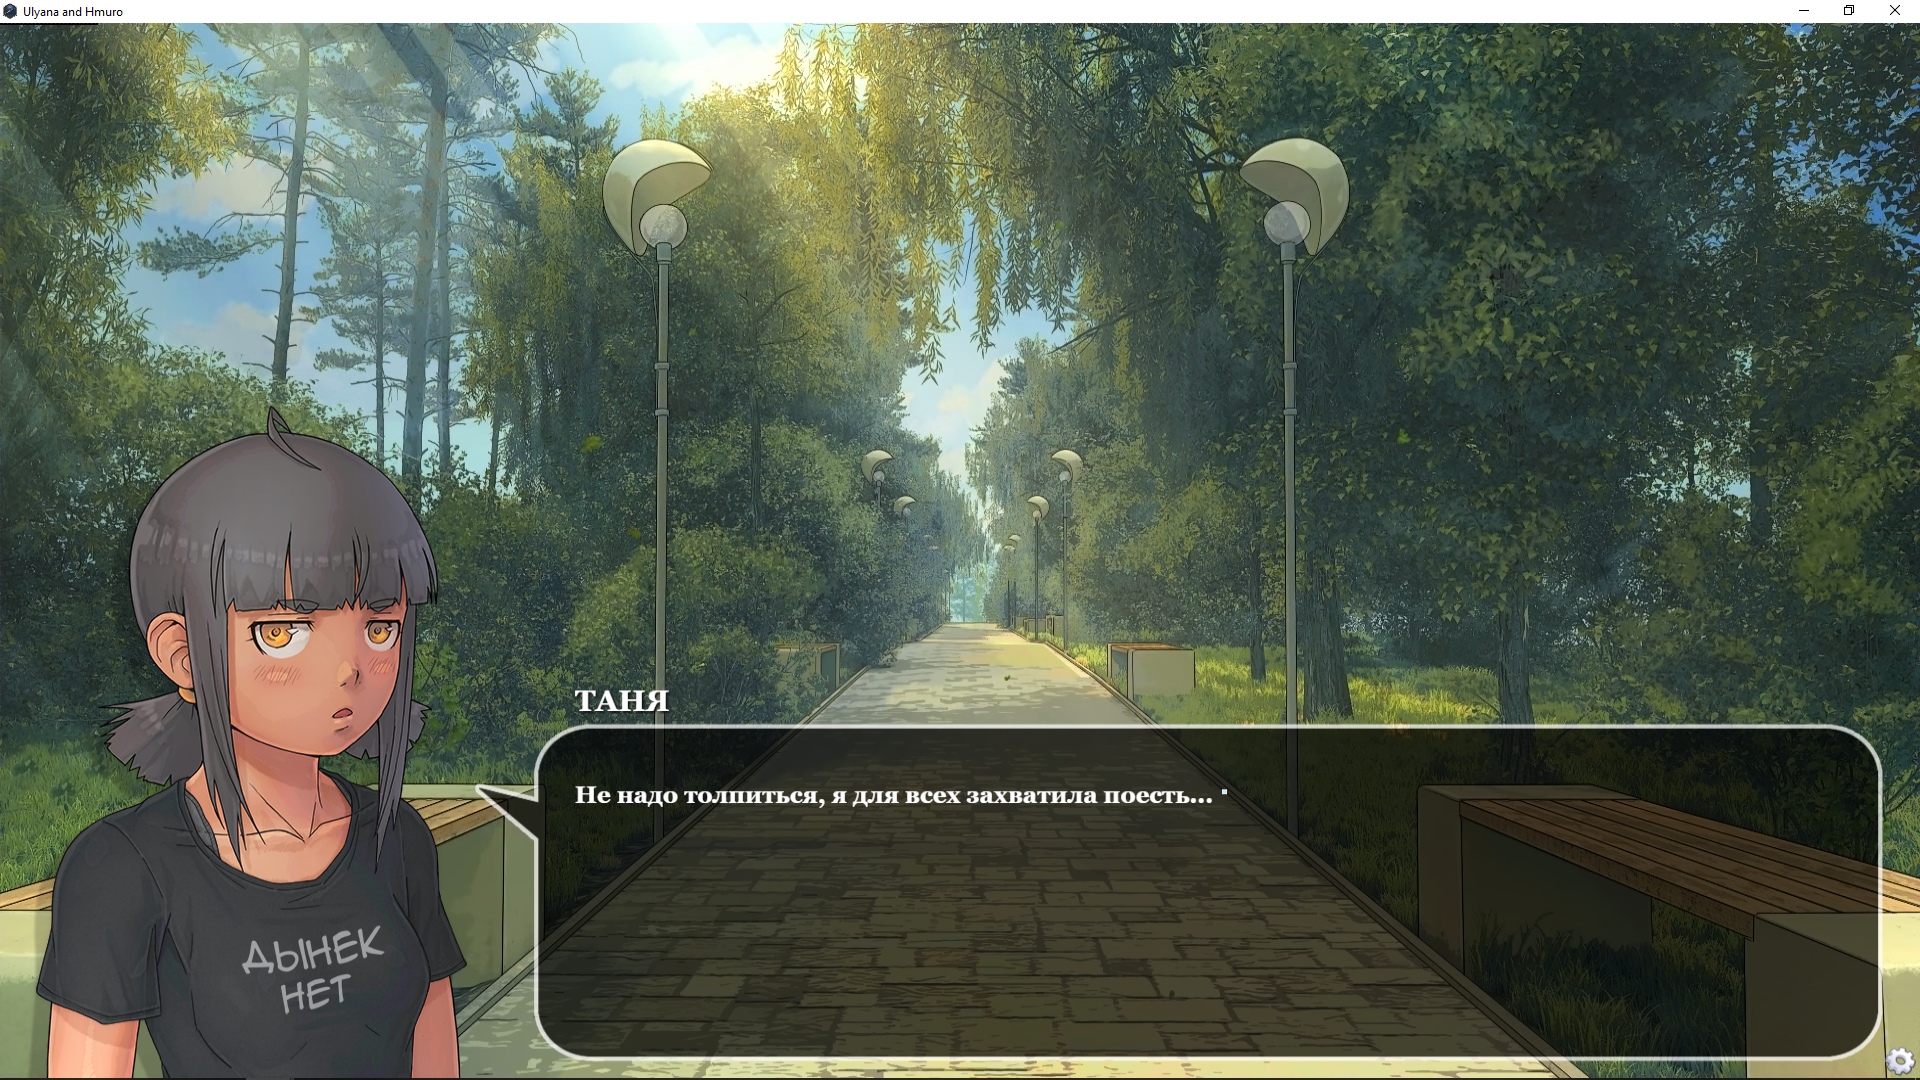 Ulyana and Hmuro
ТАНЯ
Не надо толпиться, я для всех захватила поесть...
ДЫНЕК
НЕТ